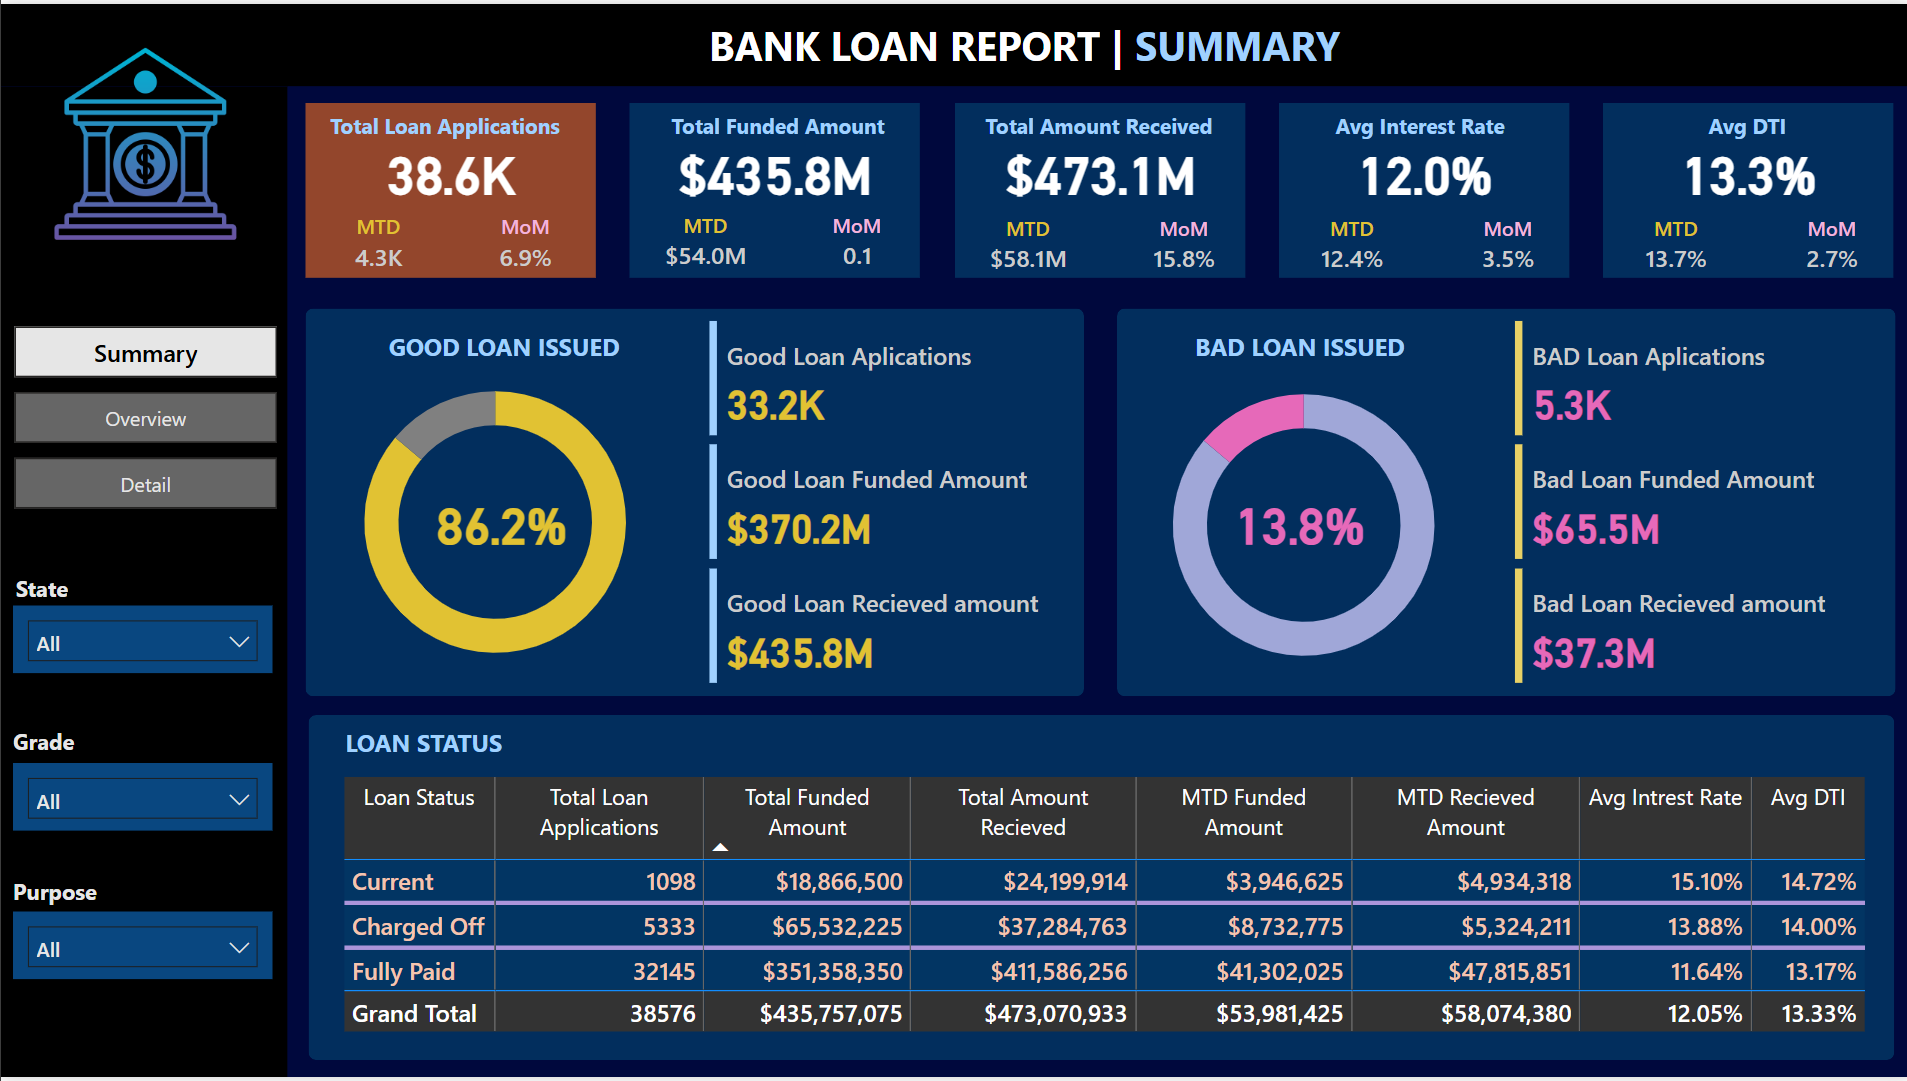 BANK LOAN REPORT | SUMMARY
Total Loan Applications
38.6K
MTD MoM
4.3K 6.9%
Total Funded Amount
$435.8M
MTD MoM
$54.0M 0.1
Total Amount Received
$473.1M
MTD MoM
$58.1M 15.8%
Avg Interest Rate
12.0%
MTD MoM
12.4% 3.5%
Avg DTI
13.3%
MTD MoM
13.7% 2.7%
$
Summary
Overview
Detail
State
All
Grade
All
Purpose
All
GOOD LOAN ISSUED
86.2%
Good Loan Aplications
33.2K
Good Loan Funded Amount
$370.2M
Good Loan Recieved amount
$435.8M
BAD LOAN ISSUED
13.8%
BAD Loan Aplications
5.3K
Bad Loan Funded Amount
$65.5M
Bad Loan Recieved amount
$37.3M
LOAN STATUS
Loan Status Total Loan Applications Total Funded Amount Total Amount Recieved MTD Funded Amount MTD Recieved Amount Avg Intrest Rate Avg DTI
Current 1098 $18,866,500 $24,199,914 $3,946,625 $4,934,318 15.10% 14.72%
Charged Off 5333 $65,532,225 $37,284,763 $8,732,775 $5,324,211 13.88% 14.00%
Fully Paid 32145 $351,358,350 $411,586,256 $41,302,025 $47,815,851 11.64% 13.17%
Grand Total 38576 $435,757,075 $473,070,933 $53,981,425 $58,074,380 12.05% 13.33%